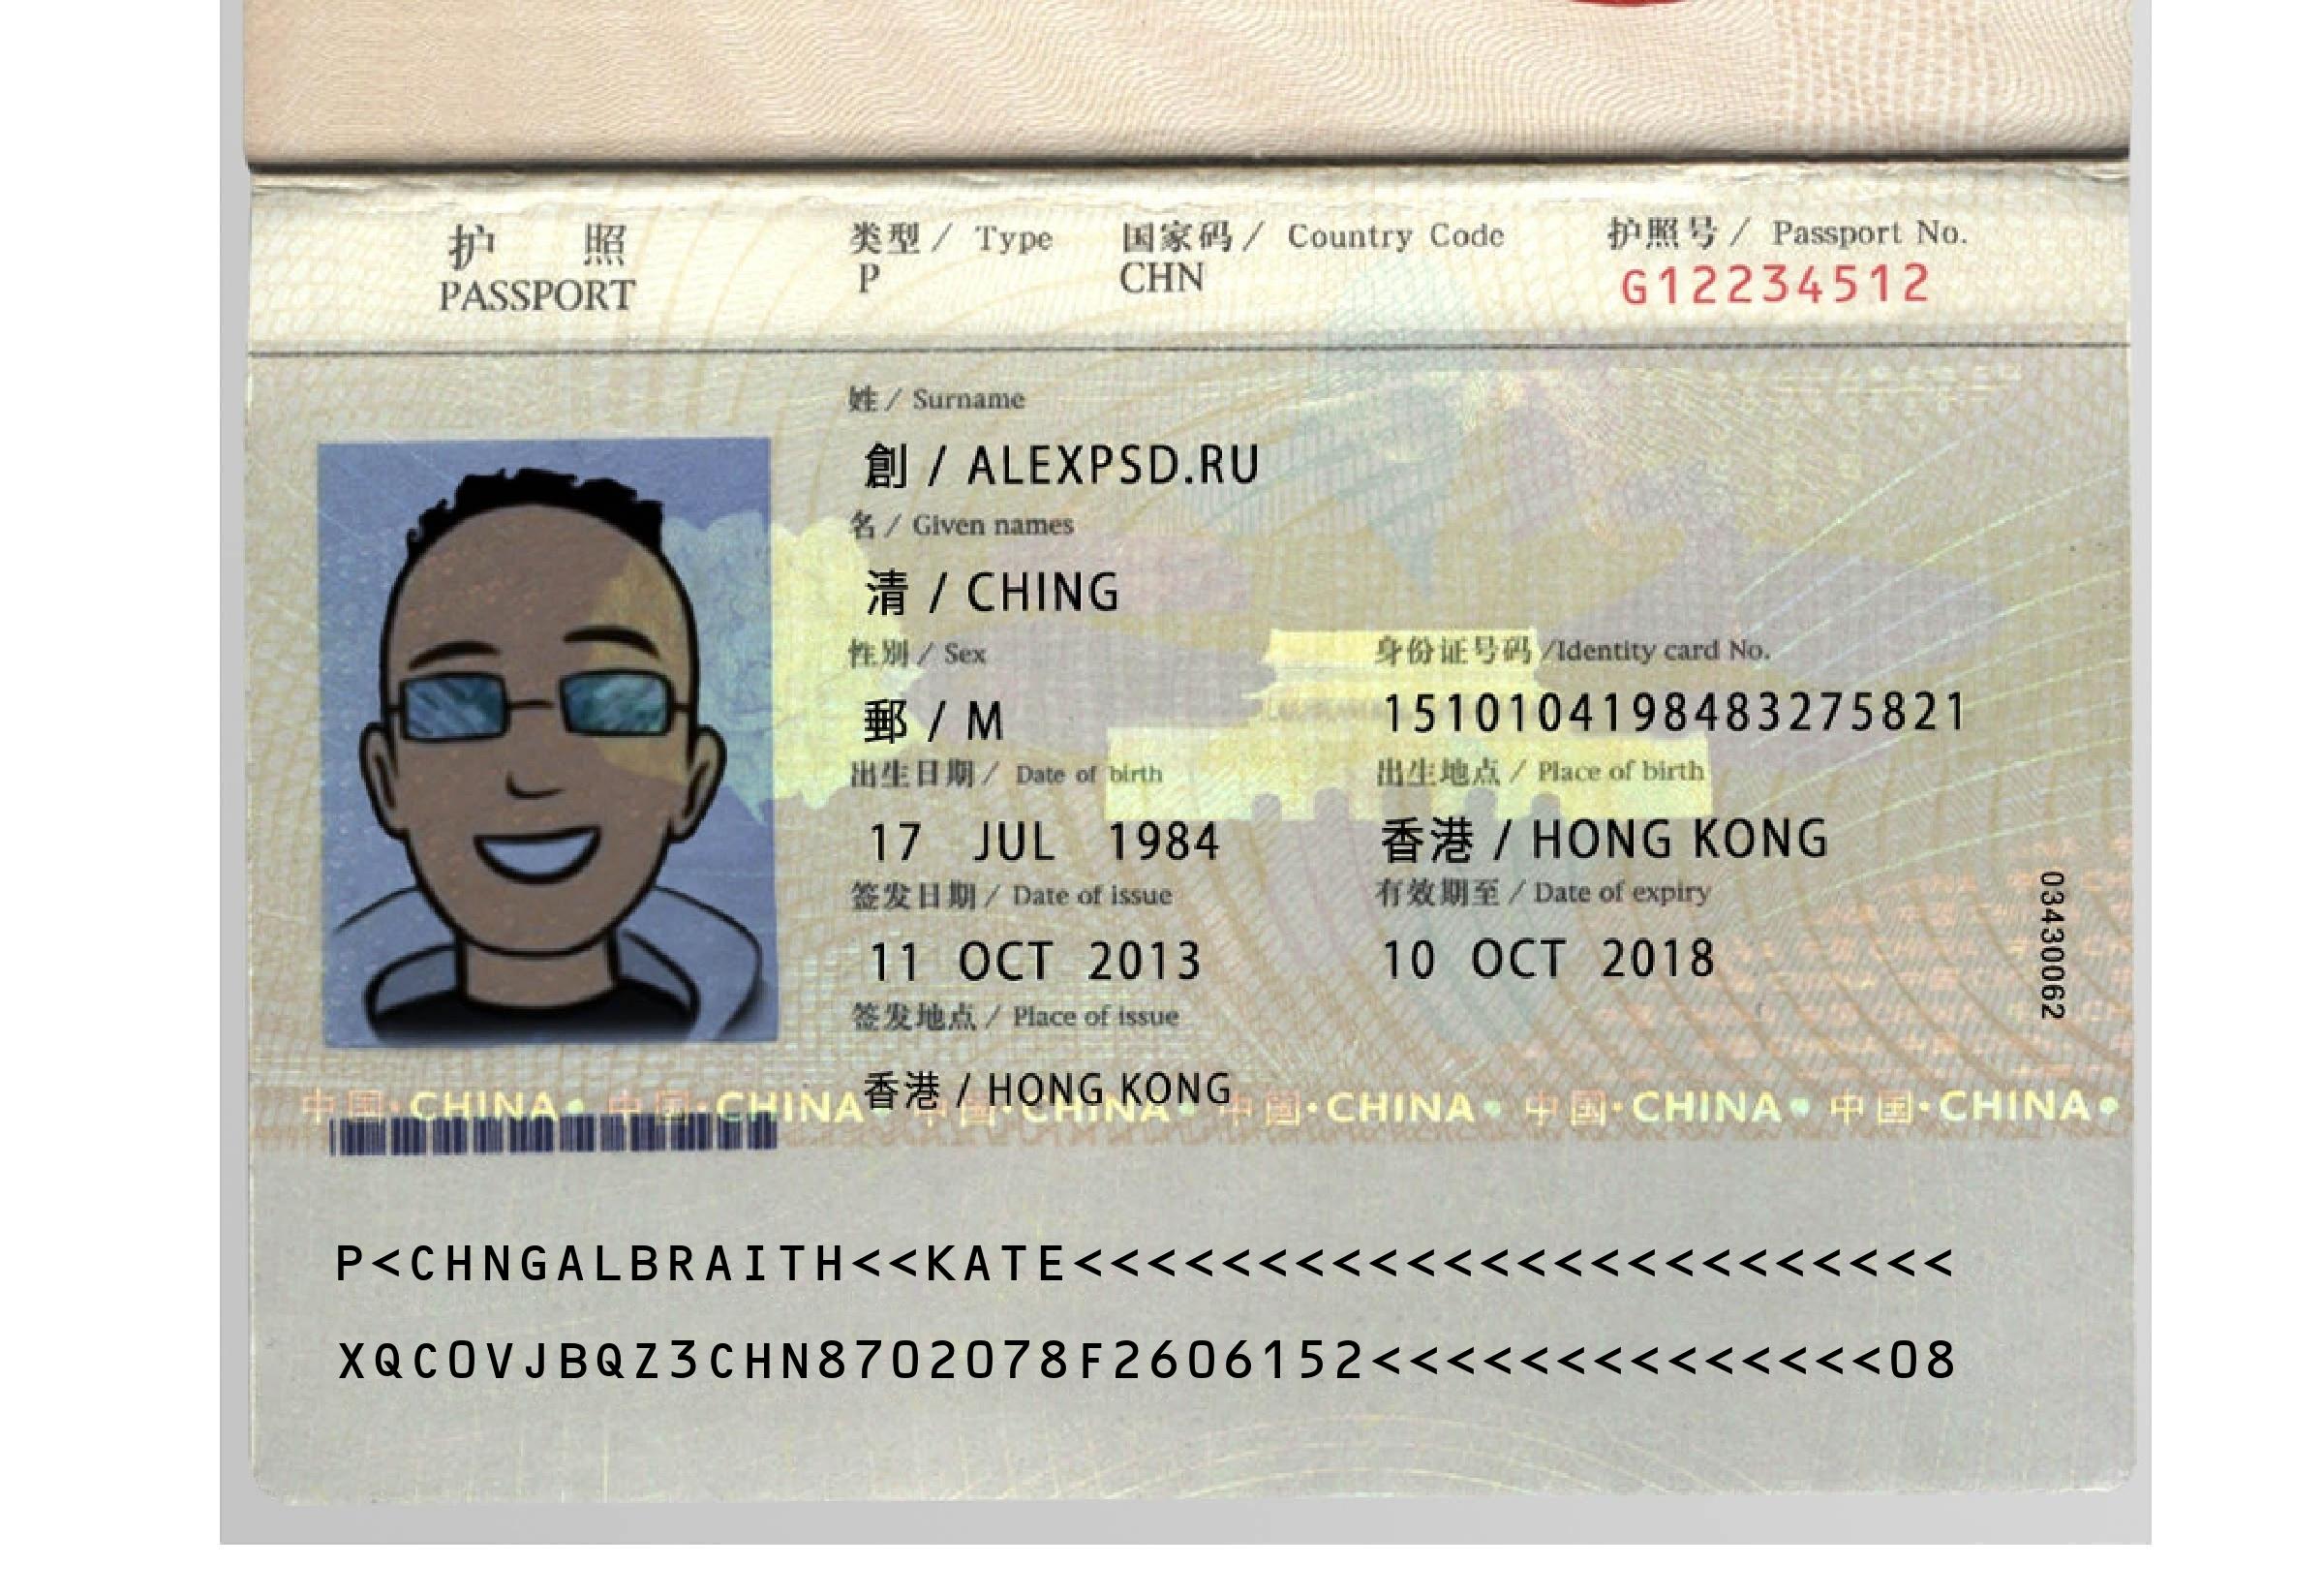 护 照
PASSPORT
类型 / Type
P
国家码 / Country Code
CHN
护照号 / Passport No.
G12234512
姓 / Surname
創 / ALEXPSD.RU
名 / Given names
清 / CHING
性别 / Sex
郵 / M
身份证号码 /Identity card No.
1510104198483275821
出生日期 / Date of birth
17 JUL 1984
出生地点 / Place of birth
香港 / HONG KONG
签发日期 / Date of issue
11 OCT 2013
有效期至 / Date of expiry
10 OCT 2018
签发地点 / Place of issue
香港 / HONG KONG
03430062
中国·CHINA· 中国·CHINA· 中国·CHINA· 中国·CHINA· 中国·CHINA· 中国·CHINA·
P<CHNGALBRAITH<<KATE<<<<<<<<<<<<<<<<<<<<<<<<
XQC0VJBQZ3CHN8702078F2606152<<<<<<<<<<<<<<08